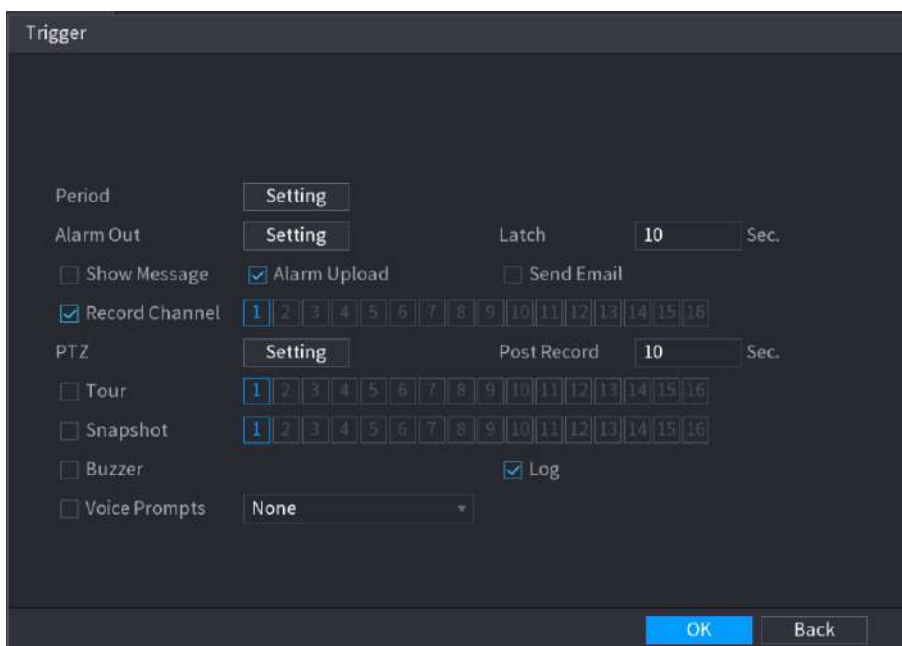 Trigger
Period Setting
Alarm Out Setting Latch 10 Sec.
Show Message Alarm Upload Send Email
Record Channel 1 2 3 4 5 6 7 8 9 10 11 12 13 14 15 16
PTZ Setting Post Record 10 Sec.
Tour 1 2 3 4 5 6 7 8 9 10 11 12 13 14 15 16
Snapshot 1 2 3 4 5 6 7 8 9 10 11 12 13 14 15 16
Buzzer Log
Voice Prompts None
OK Back